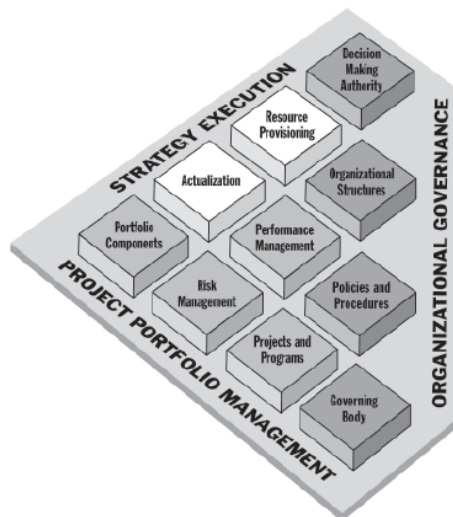 STRATEGY EXECUTION
Decision
Making
Authority
Resource
Provisioning
Actualization
Organizational
Structures
Portfolio
Components
Performance
Management
Risk
Management
Policies and
Procedures
Projects and
Programs
Governing
Body
PROJECT PORTFOLIO MANAGEMENT
ORGANIZATIONAL GOVERNANCE